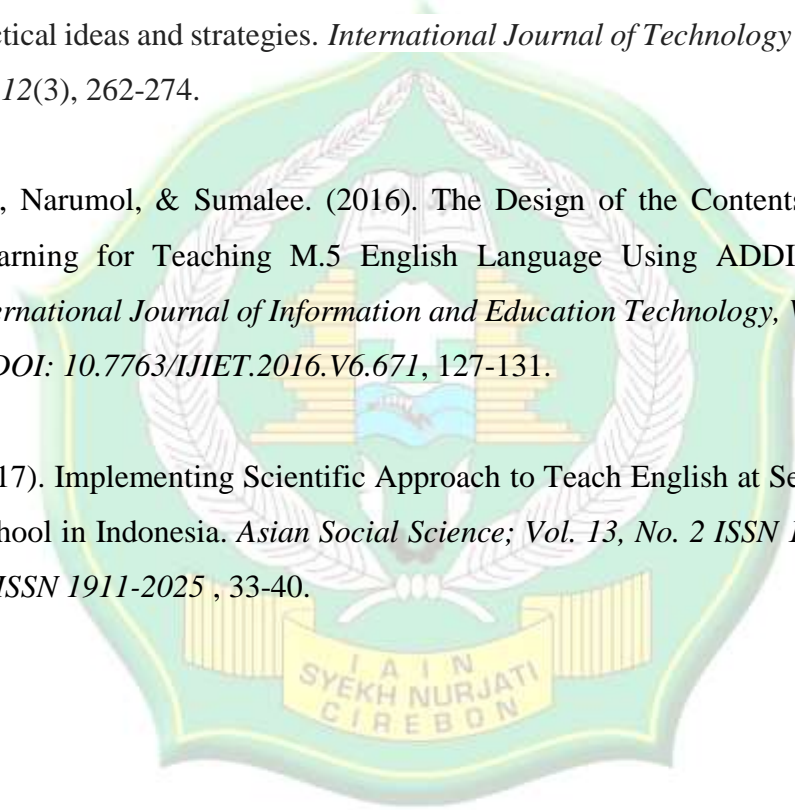 ctical ideas and strategies. International Journal of Technology
12(3), 262-274.
, Narumol, & Sumalee. (2016). The Design of the Contents
arning for Teaching M.5 English Language Using ADDI
ernational Journal of Information and Education Technology,
DOI: 10.7763/IJIET.2016.V6.671, 127-131.
17). Implementing Scientific Approach to Teach English at Se
hool in Indonesia. Asian Social Science; Vol. 13, No. 2 ISSN
ISSN 1911-2025 , 33-40.
IAIN
SYEKH NURJATI
CIREBON